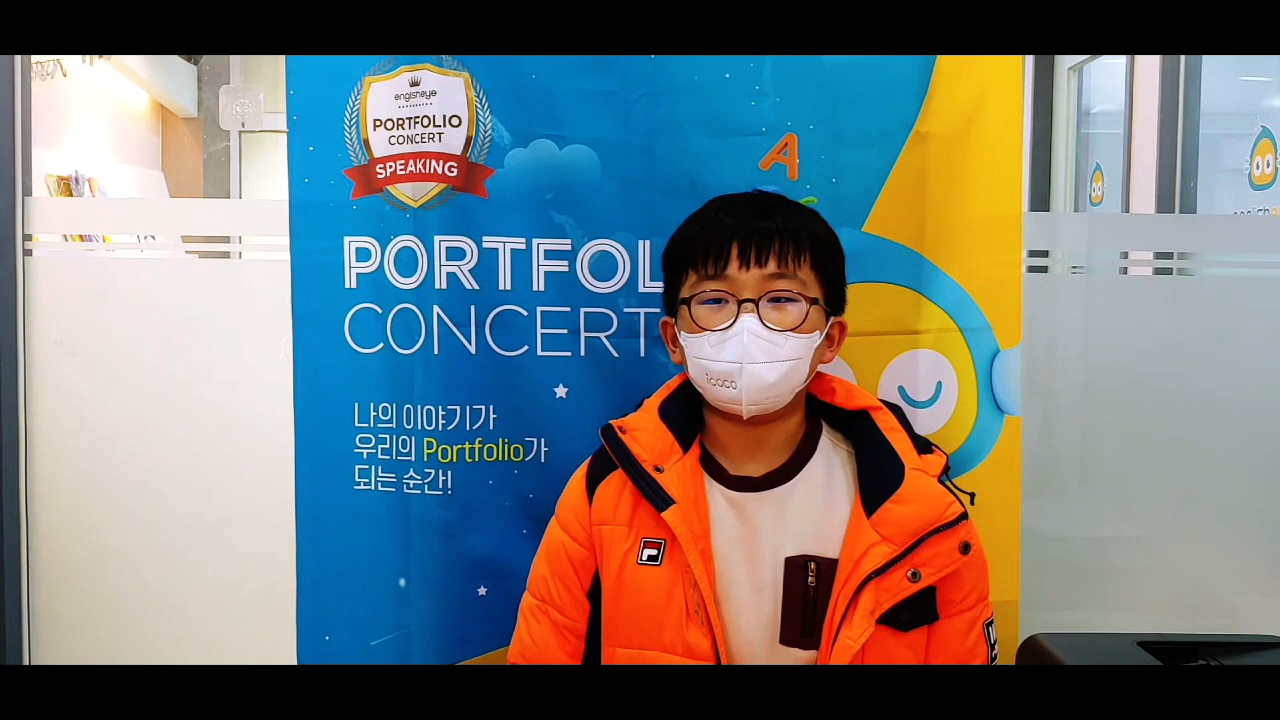 englisheye
PORTFOLIO
CONCERT
SPEAKING
A
PORTFOL
CONCERT
나의 이야기가
우리의 Portfolio가
되는 순간!
icoco
F